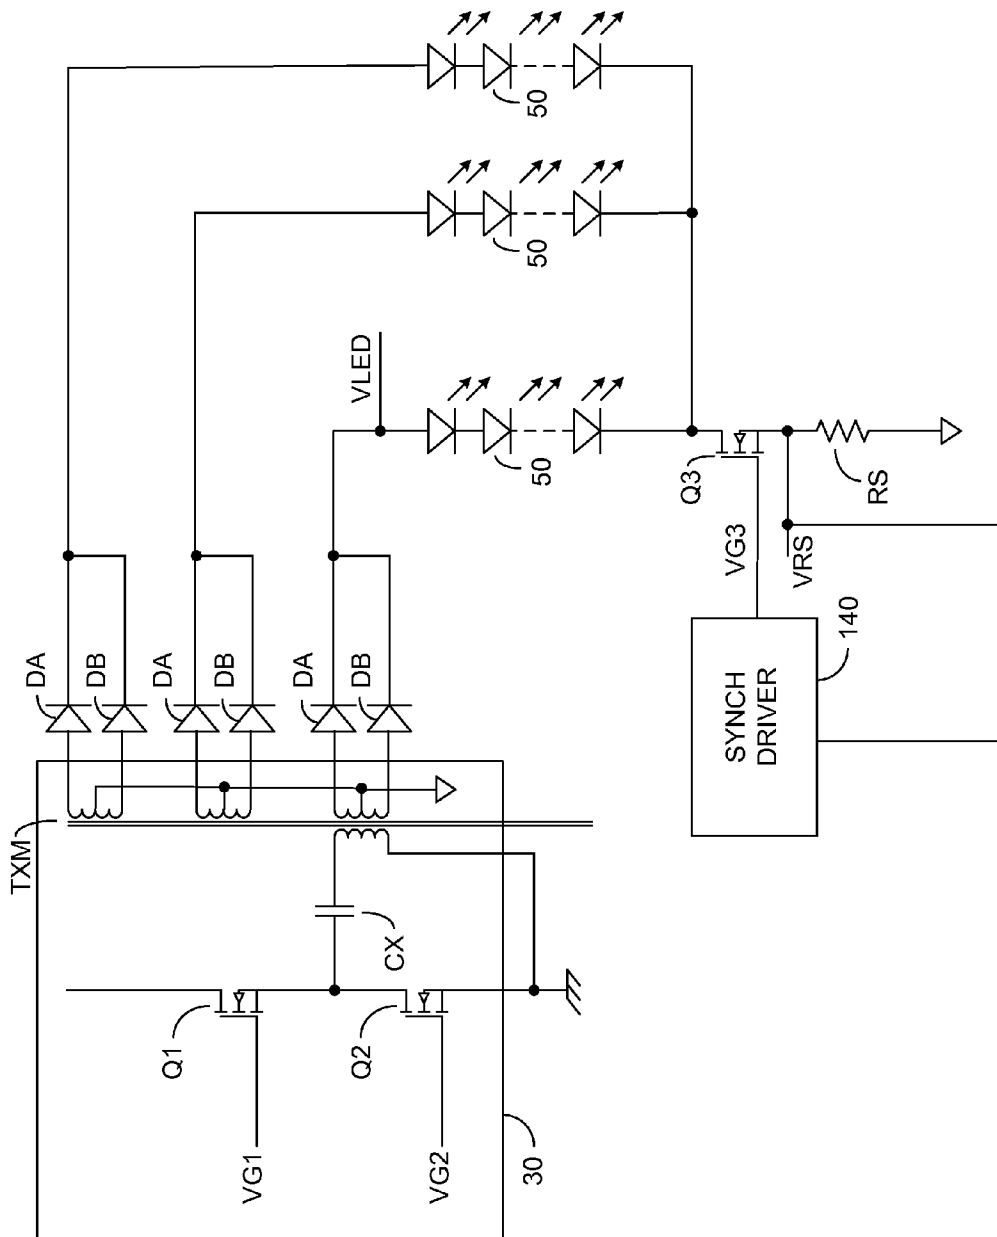 50
50
VLED
50
Q3
RS
VG3
VRS
DA
DB
DA
DB
DA
DB
SYNCH
DRIVER
140
TXM
CX
Q1
Q2
VG1
VG2
30